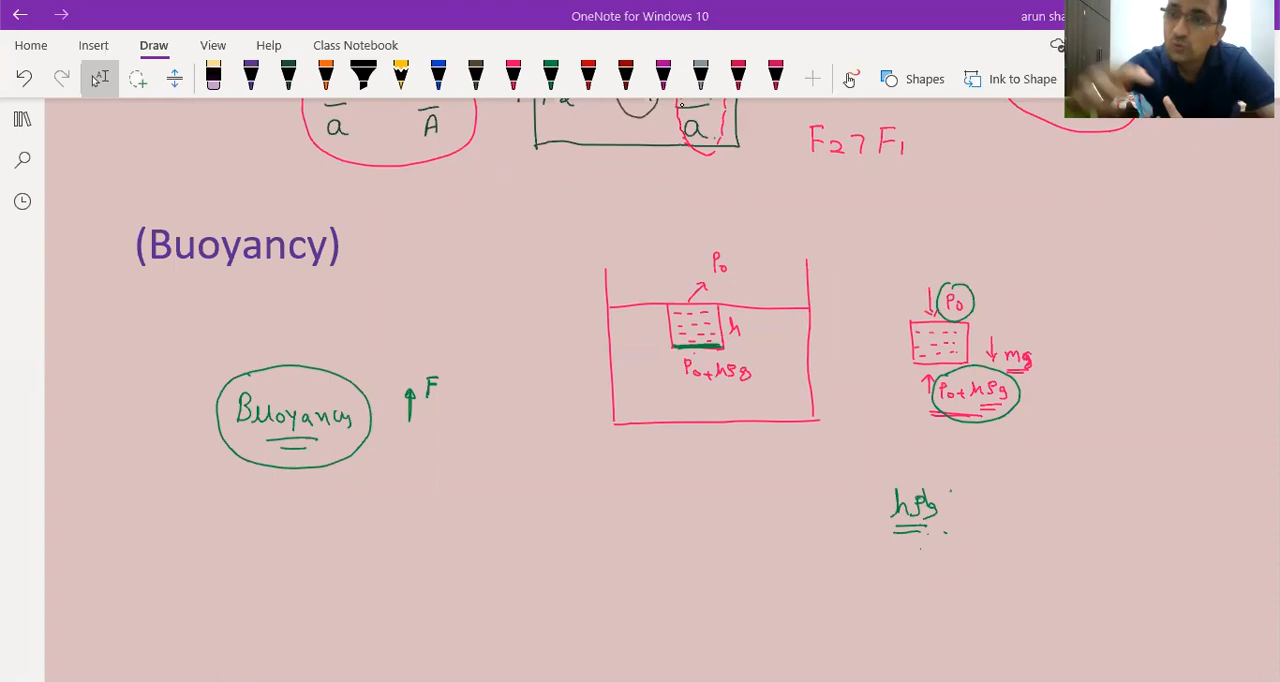 OneNote for Windows 10
arun sha
Home Insert Draw View Help Class Notebook
Shapes Ink to Shape
a A
a
F2 > F1
(Buoyancy)
P0
h
P0+hρg
P0
mg
P0+hρg
Buoyancy
F
hρg